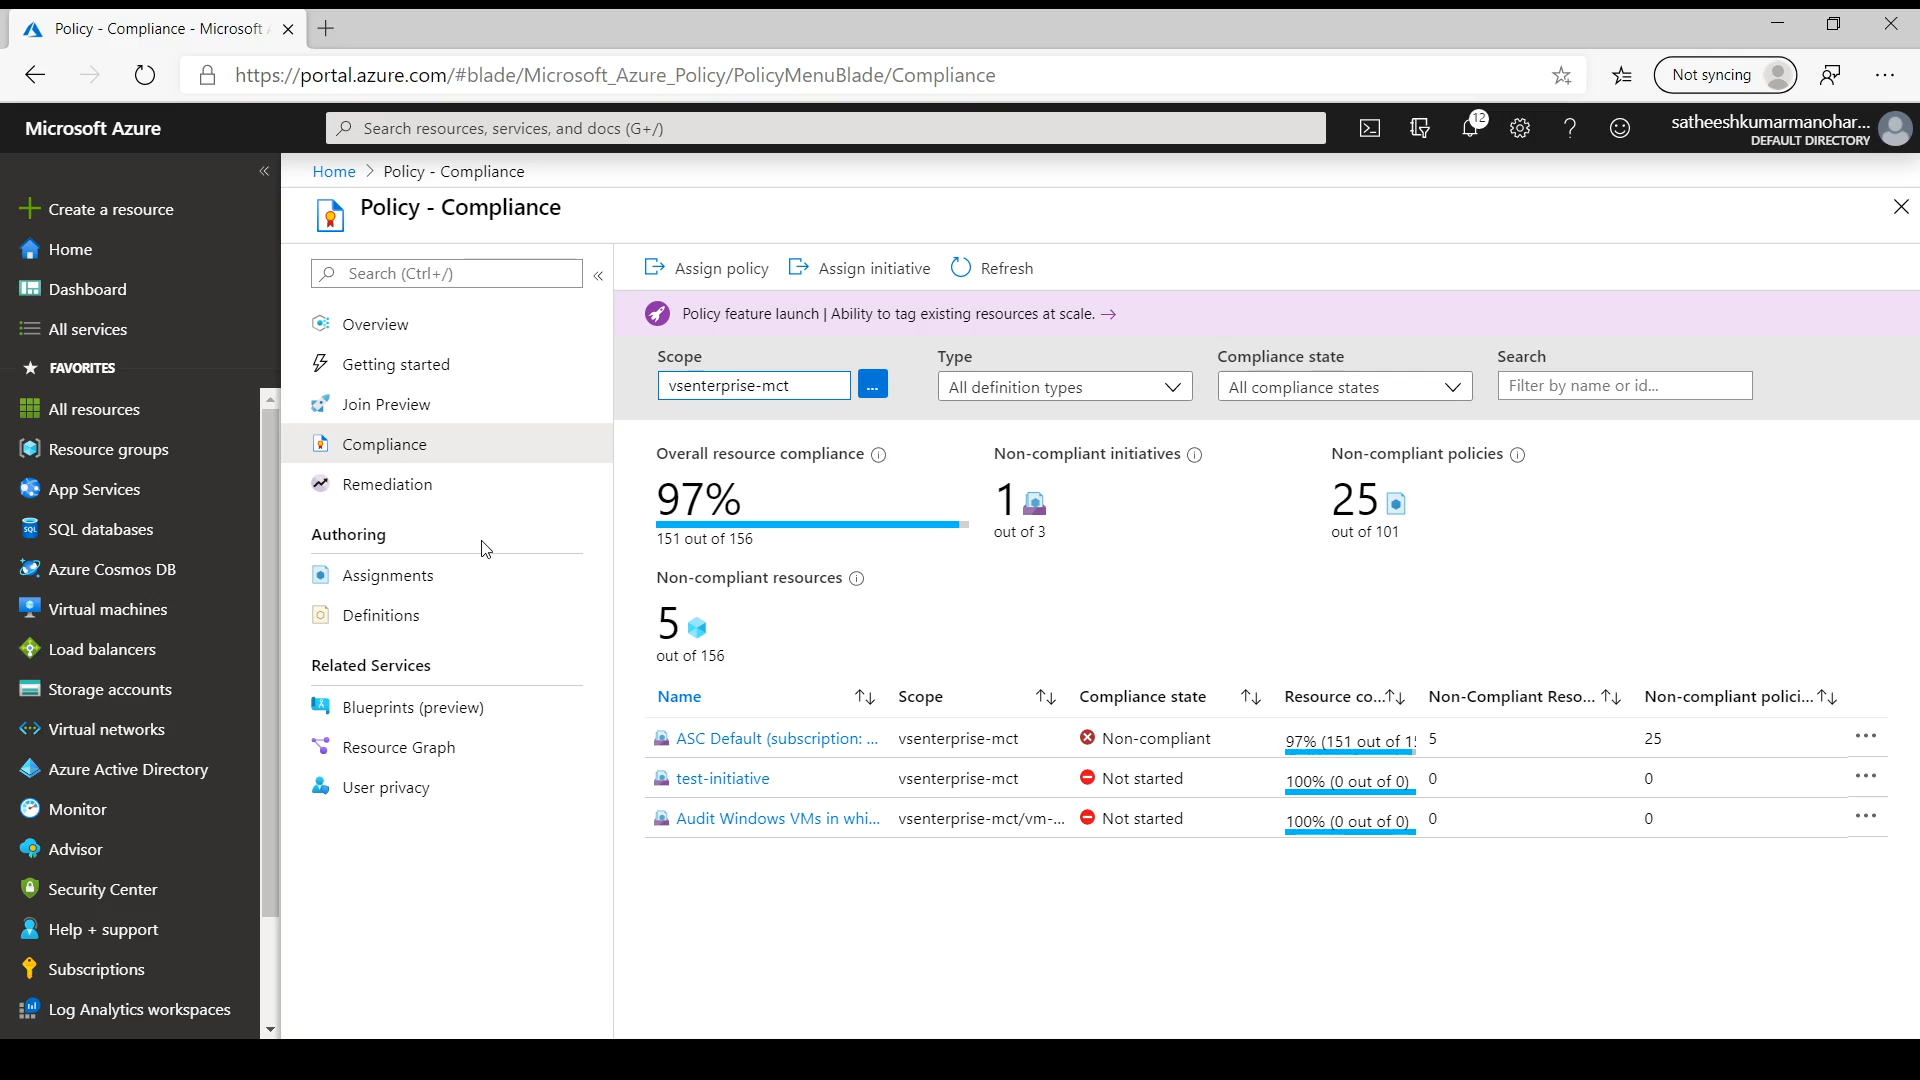 Policy - Compliance - Microsoft
https://portal.azure.com/#blade/Microsoft_Azure_Policy/PolicyMenuBlade/Compliance
Not syncing
Microsoft Azure
Search resources, services, and docs (G+/)
12
satheeshkumarmanohar...
DEFAULT DIRECTORY
Create a resource
Home
Dashboard
All services
FAVORITES
All resources
Resource groups
App Services
SQL databases
Azure Cosmos DB
Virtual machines
Load balancers
Storage accounts
Virtual networks
Azure Active Directory
Monitor
Advisor
Security Center
Help + support
Subscriptions
Log Analytics workspaces
Home > Policy - Compliance
Policy - Compliance
Search (Ctrl+/)
Overview
Getting started
Join Preview
Compliance
Remediation
Authoring
Assignments
Definitions
Related Services
Blueprints (preview)
Resource Graph
User privacy
Assign policy Assign initiative Refresh
Policy feature launch | Ability to tag existing resources at scale. →
Scope Type Compliance state Search
vsenterprise-mct ... All definition types All compliance states Filter by name or id...
Overall resource compliance Non-compliant initiatives Non-compliant policies
97% 1 25
151 out of 156 out of 3 out of 101
Non-compliant resources
5
out of 156
Name Scope Compliance state Resource co... Non-Compliant Reso... Non-compliant polici...
ASC Default (subscription: ... vsenterprise-mct Non-compliant 97% (151 out of 5 25
test-initiative vsenterprise-mct Not started 100% (0 out of 0) 0 0
Audit Windows VMs in whi... vsenterprise-mct/vm-... Not started 100% (0 out of 0) 0 0